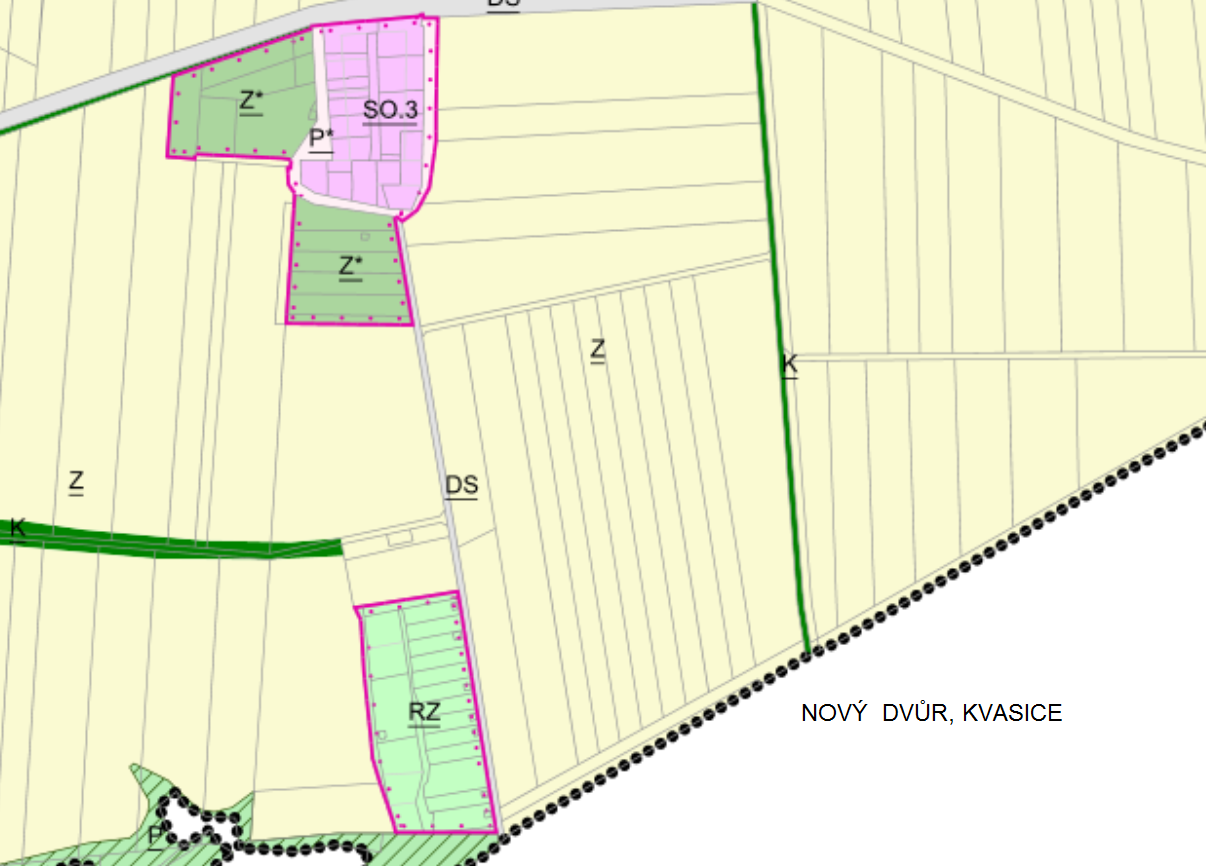 DS
Z*
SO.3
P*
Z*
Z
K
Z
DS
K
RZ
NOVÝ DVŮR, KVASICE
P